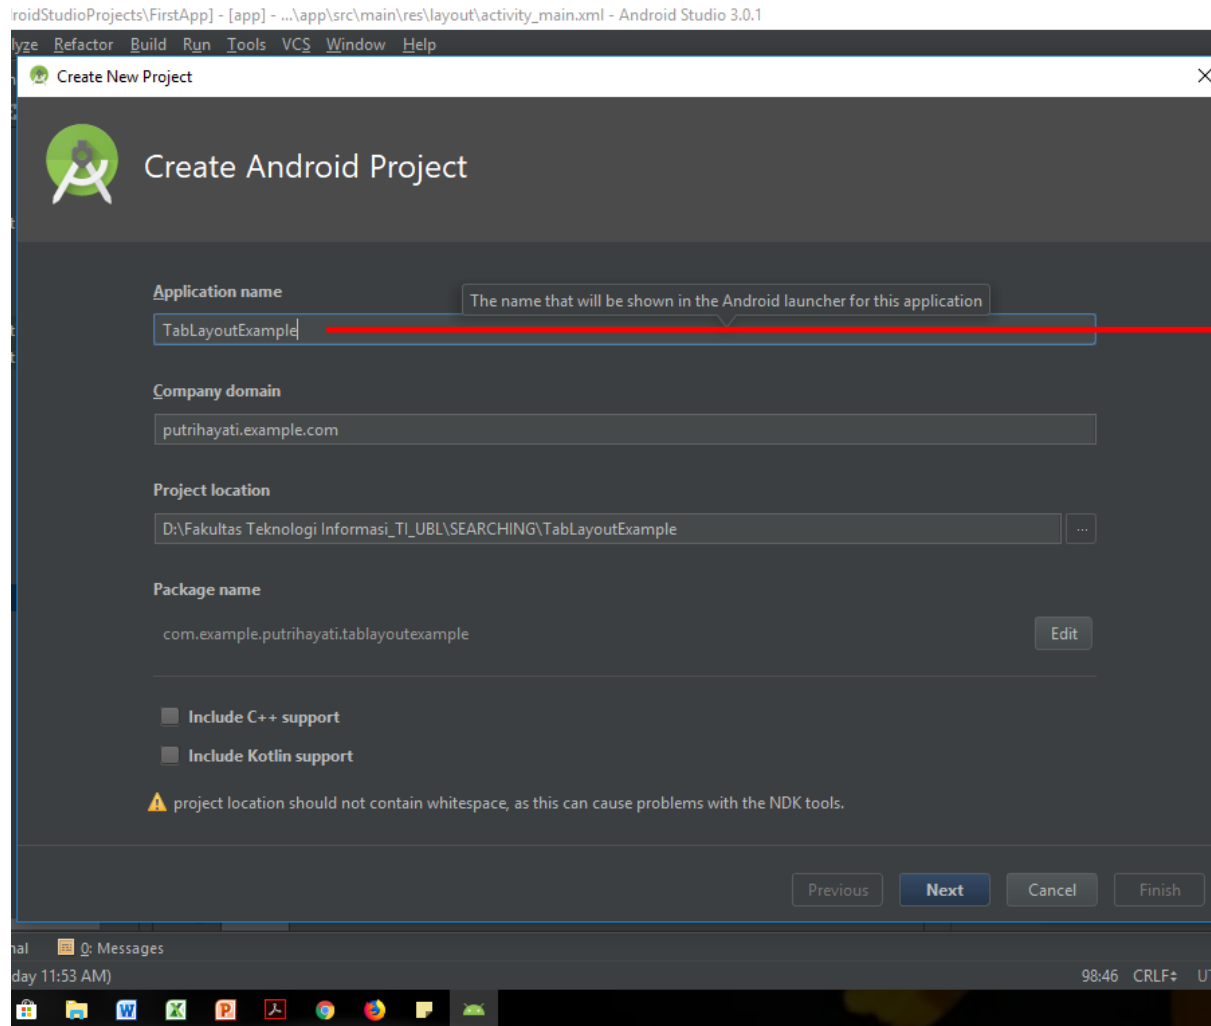 roidStudioProjects\FirstApp] - [app] - ...\app\src\main\res\layout\activity_main.xml - Android Studio 3.0.1
lyze Refactor Build Run Tools VCS Window Help
Create New Project
Create Android Project
Application name
The name that will be shown in the Android launcher for this application
TabLayoutExample
Company domain
putrihayati.example.com
Project location
D:\Fakultas Teknologi Informasi_TI_UBL\SEARCHING\TabLayoutExample
...
Package name
com.example.putrihayati.tablayoutexample
Edit
Include C++ support
Include Kotlin support
project location should not contain whitespace, as this can cause problems with the NDK tools.
Previous Next Cancel Finish
nal 0: Messages
day 11:53 AM) 98:46 CRLF UT